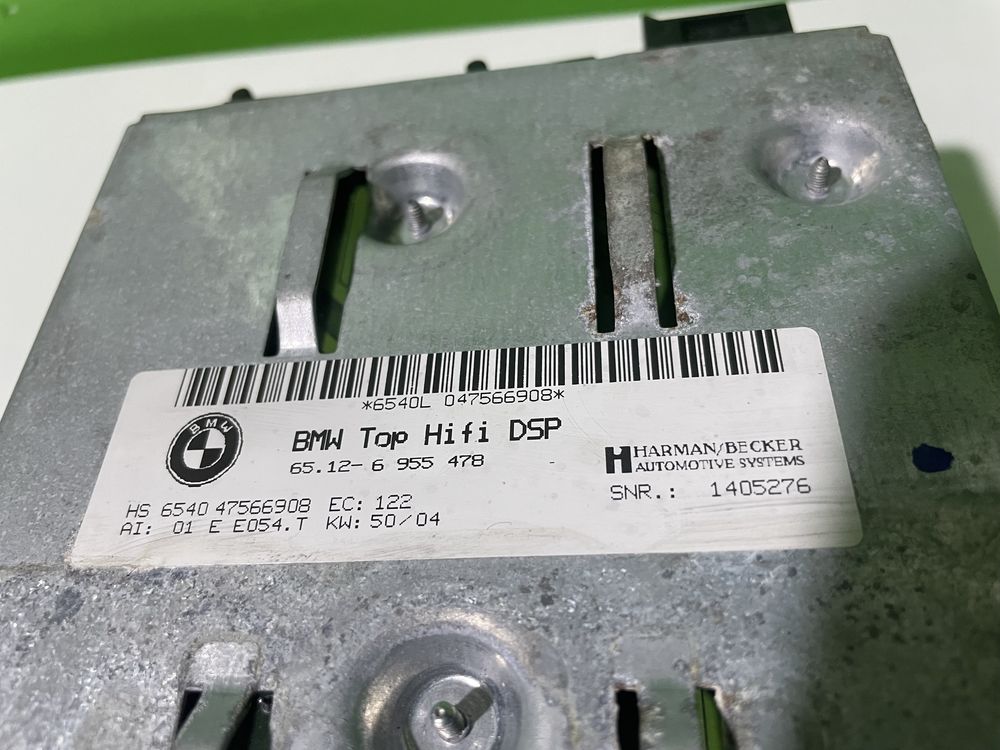 *6540L 047566908*
BMW
BMW Top Hifi DSP
65.12- 6 955 478
HARMAN/BECKER
AUTOMOTIVE SYSTEMS
SNR.: 1405276
HS 6540 47566908 EC: 122
AI: 01 E E054.T KW: 50/04